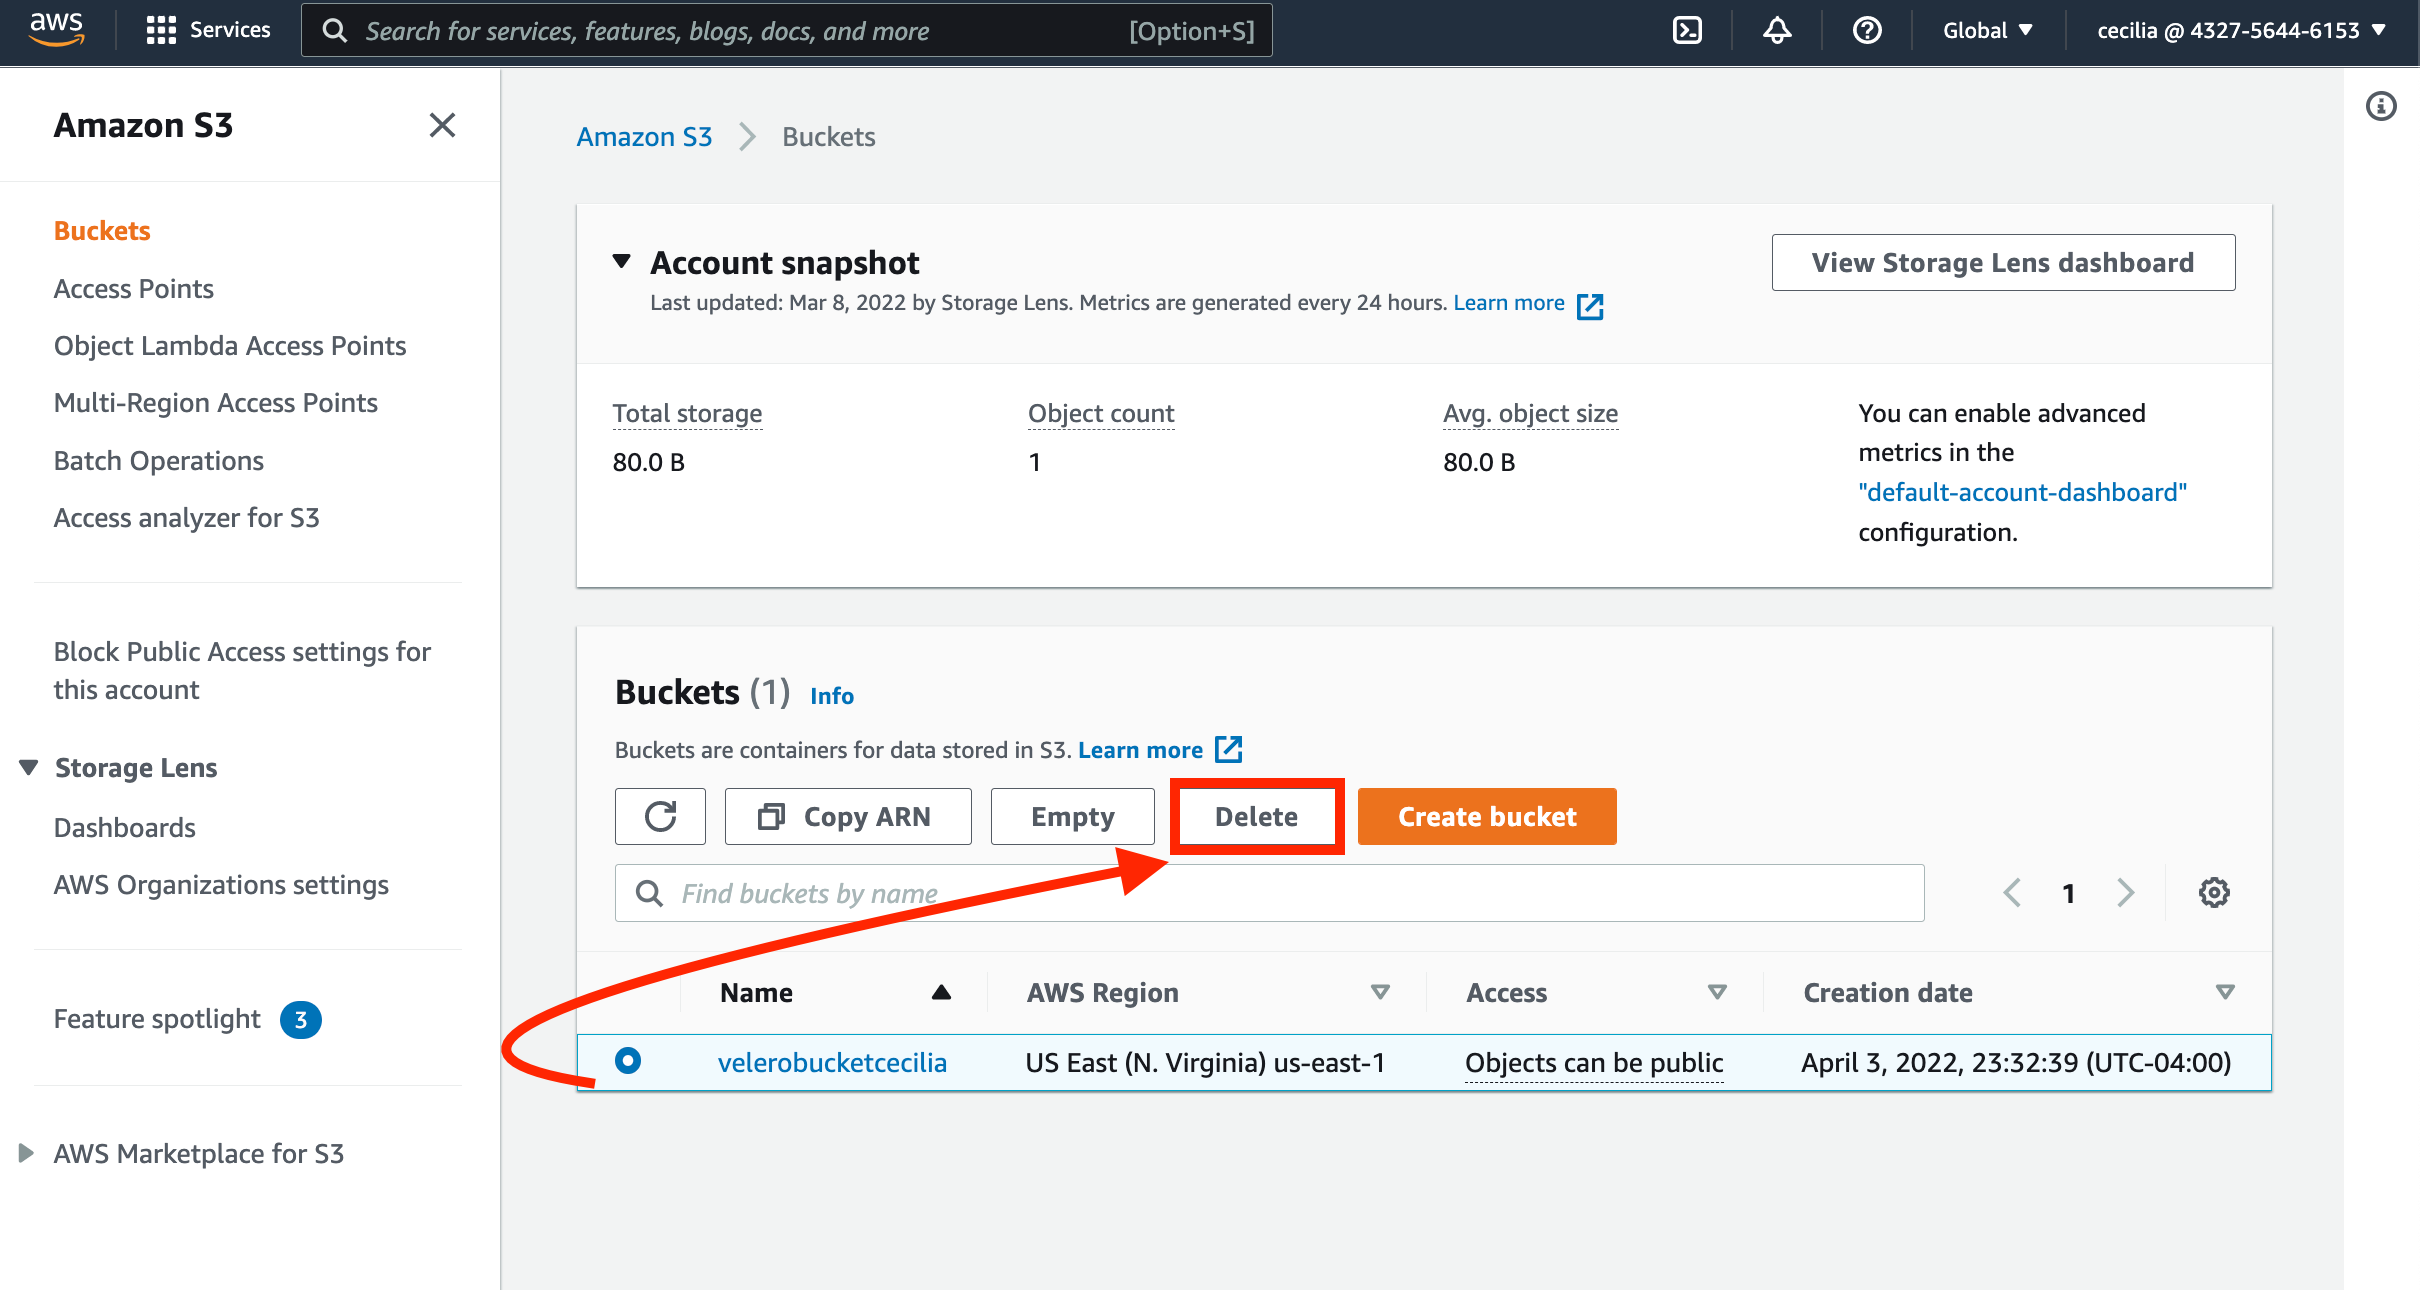 aws
Services
Search for services, features, blogs, docs, and more [Option+S]
Global
cecilia @ 4327-5644-6153
Amazon S3
Buckets
Access Points
Object Lambda Access Points
Multi-Region Access Points
Batch Operations
Access analyzer for S3
Block Public Access settings for
this account
Storage Lens
Dashboards
AWS Organizations settings
Feature spotlight 3
AWS Marketplace for S3
Amazon S3 Buckets
Account snapshot
Last updated: Mar 8, 2022 by Storage Lens. Metrics are generated every 24 hours. Learn more
View Storage Lens dashboard
Total storage
80.0 B
Object count
1
Avg. object size
80.0 B
You can enable advanced
metrics in the
"default-account-dashboard"
configuration.
Buckets (1) Info
Buckets are containers for data stored in S3. Learn more
Copy ARN Empty Delete Create bucket
Find buckets by name
1
Name AWS Region Access Creation date
velerobucketcecilia US East (N. Virginia) us-east-1 Objects can be public April 3, 2022, 23:32:39 (UTC-04:00)